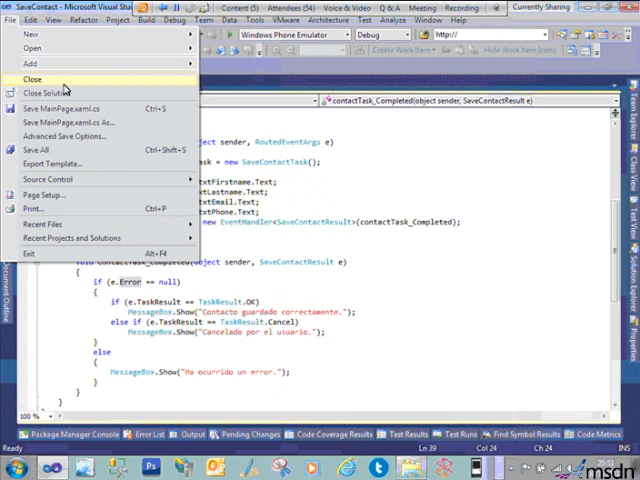 SaveContact - Microsoft Visual Stud
Content (5)
Attendees (54)
Voice & Video
Q & A
Meeting
Currently Sharing
File Edit View Refactor Project Build Debug Team Data Tools VMware Architecture Test Analyze Window Help
Windows Phone Emulator
Debug
http://
Create Work Item
contactTask_Completed(object sender, SaveContactResult e)
New
Open
Add
Close
Close Solution
Save MainPage.xaml.cs Ctrl+S
Save MainPage.xaml.cs As...
Advanced Save Options...
Save All Ctrl+Shift+S
Export Template...
Source Control
Page Setup...
Print... Ctrl+P
Recent Files
Recent Projects and Solutions
Exit Alt+F4
object sender, RoutedEventArgs e)
ask = new SaveContactTask();
txtFirstname.Text;
txtLastname.Text;
txtEmail.Text;
txtPhone.Text;
new EventHandler<SaveContactResult>(contactTask_Completed);
void contactTask_Completed(object sender, SaveContactResult e)
{
if (e.Error == null)
{
if (e.TaskResult == TaskResult.OK)
MessageBox.Show("Contacto guardado correctamente.");
else if (e.TaskResult == TaskResult.Cancel)
MessageBox.Show("Cancelado por el usuario.");
}
else
{
MessageBox.Show("Ha ocurrido un error.");
}
}
}
100 %
Document Outline
Team Explorer
Class View
Solution Explorer
Properties
Package Manager Console Error List Output Pending Changes Code Coverage Results Test Results Test Runs Find Symbol Results Code Metrics Results
Ready Ln 39 Col 24 Ch 24
20:51
msdn